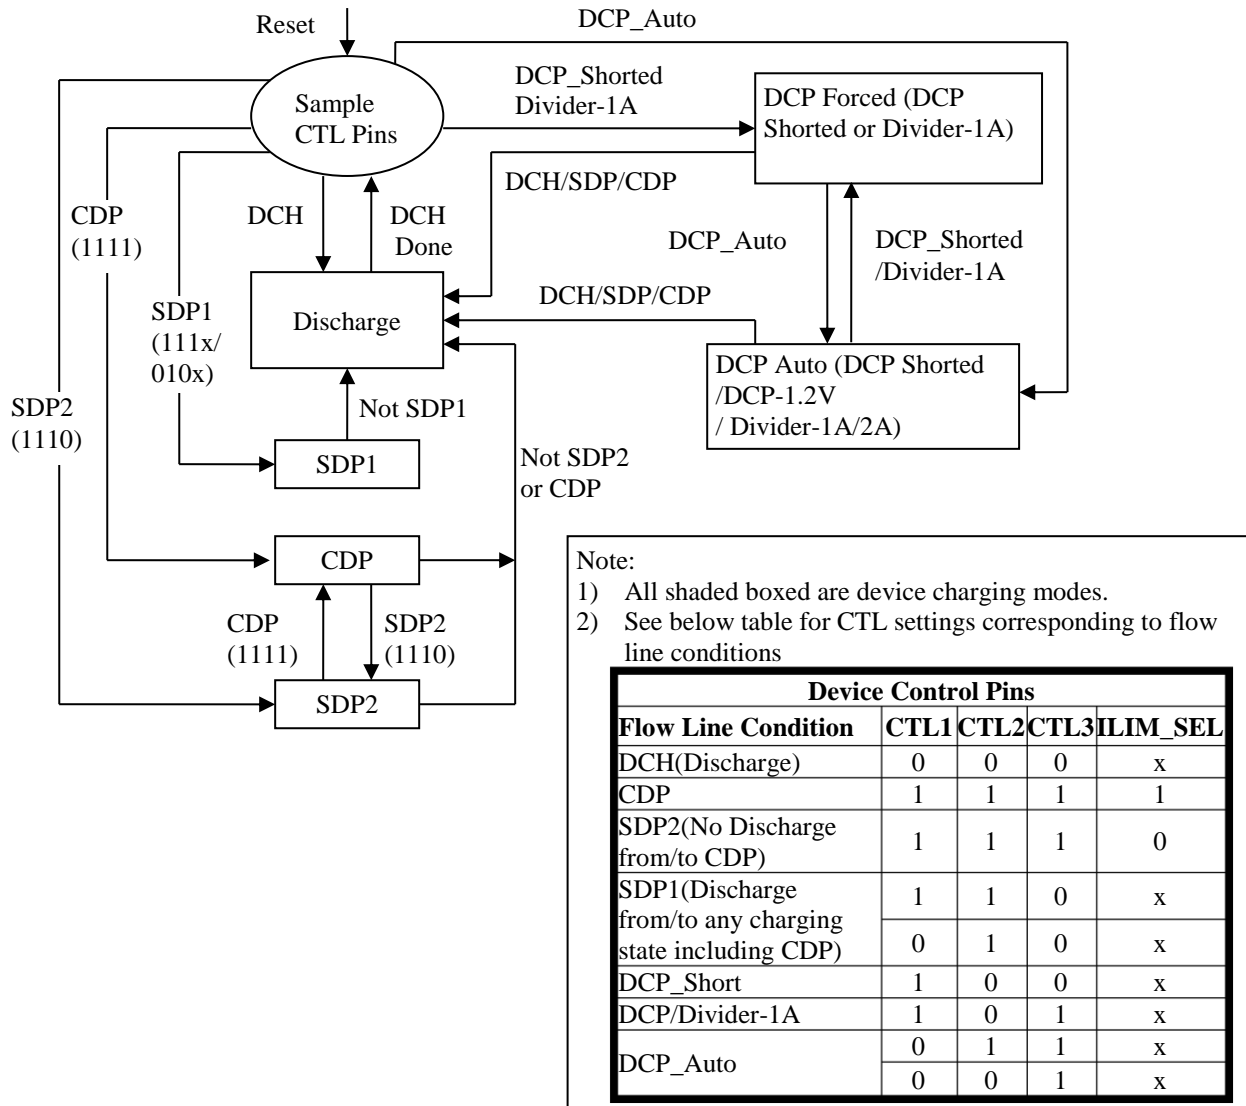 Reset
DCP_Auto
Sample
CTL Pins
DCP_Shorted
Divider-1A
DCP Forced (DCP
Shorted or Divider-1A)
CDP
(1111)
DCH
DCH
Done
DCH/SDP/CDP
DCP_Auto
DCP_Shorted
/Divider-1A
SDP1
(111x/
010x)
Discharge
DCH/SDP/CDP
DCP Auto (DCP Shorted
/DCP-1.2V
/ Divider-1A/2A)
SDP2
(1110)
Not SDP1
SDP1
Not SDP2
or CDP
CDP
CDP
(1111)
SDP2
(1110)
SDP2
Note:
1) All shaded boxed are device charging modes.
2) See below table for CTL settings corresponding to flow
line conditions
Device Control Pins
Flow Line Condition CTL1 CTL2 CTL3 ILIM_SEL
DCH(Discharge) 0 0 0 x
CDP 1 1 1 1
SDP2(No Discharge
from/to CDP) 1 1 1 0
SDP1(Discharge
from/to any charging
state including CDP)
1 1 0 x
0 1 0 x
DCP_Short 1 0 0 x
DCP/Divider-1A 1 0 1 x
DCP_Auto
0 1 1 x
0 0 1 x